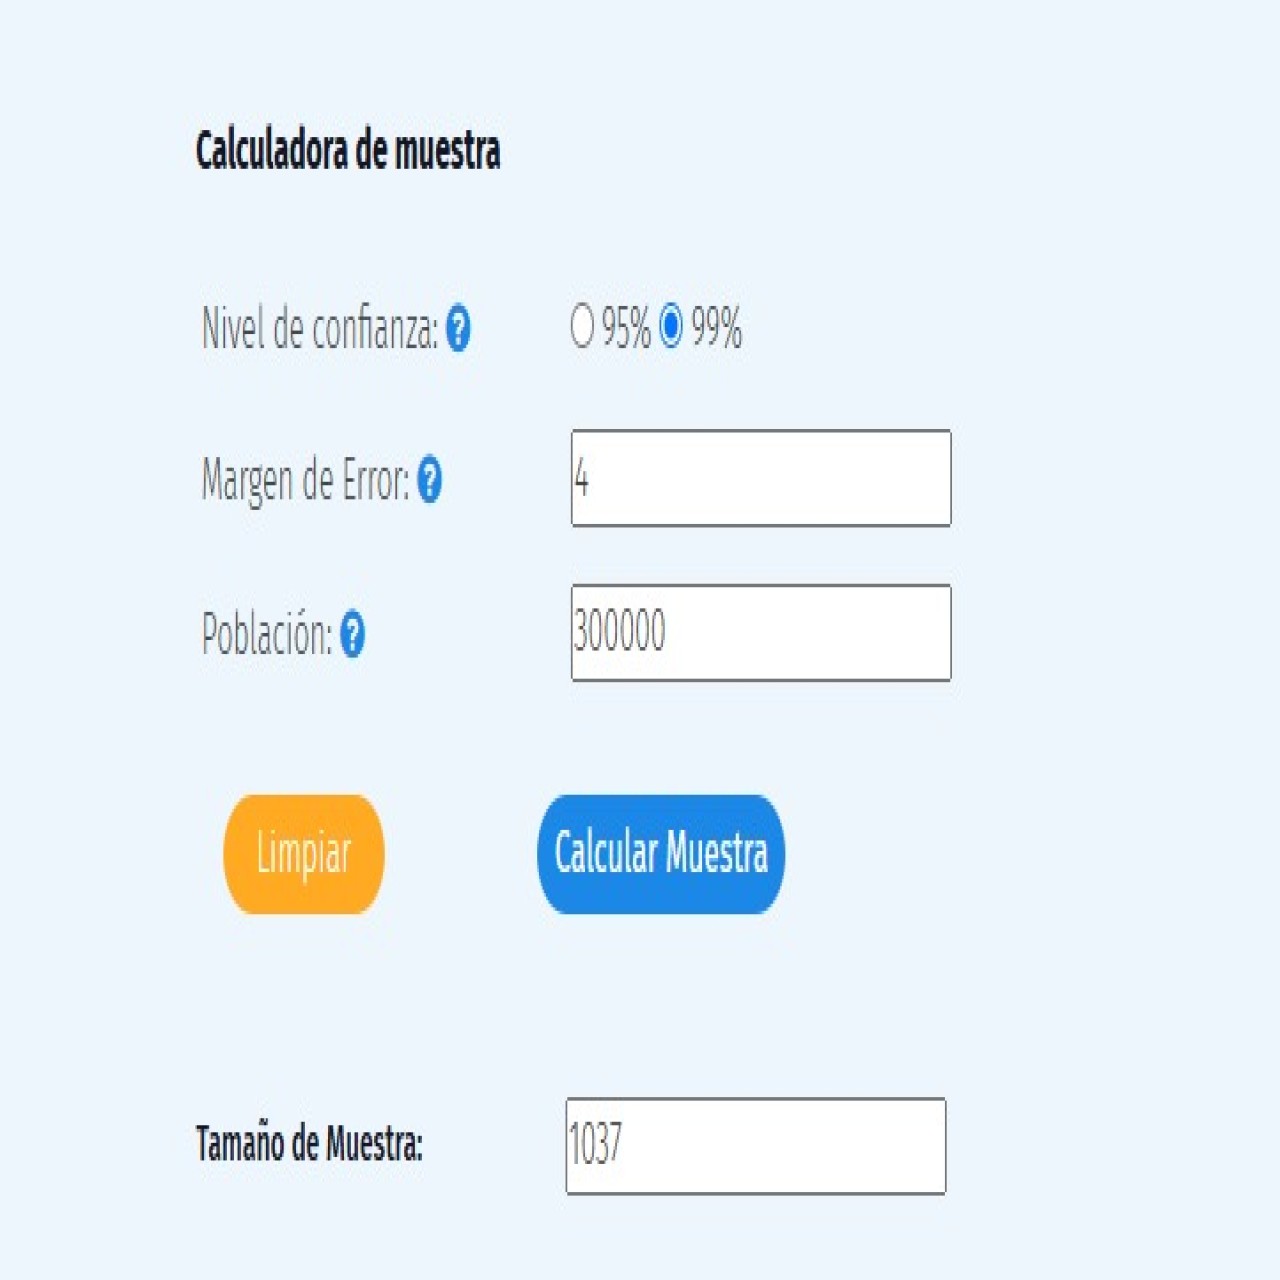 Calculadora de muestra
Nivel de confianza: ? 95% 99%
Margen de Error: ? 4
Población: ? 300000
Limpiar Calcular Muestra
Tamaño de Muestra: 1037